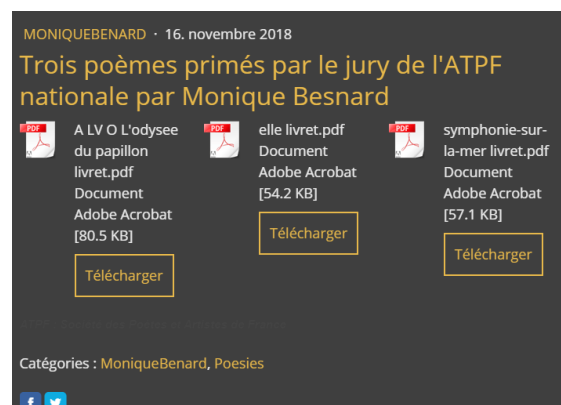 MONIQUEBENARD · 16. novembre 2018
Trois poèmes primés par le jury de l'ATPF
nationale par Monique Besnard
PDF
A LV O L'odysee
du papillon
livret.pdf
Document
Adobe Acrobat
[80.5 KB]
Télécharger
PDF
elle livret.pdf
Document
Adobe Acrobat
[54.2 KB]
Télécharger
PDF
symphonie-sur-
la-mer livret.pdf
Document
Adobe Acrobat
[57.1 KB]
Télécharger
Catégories : MoniqueBenard, Poesies